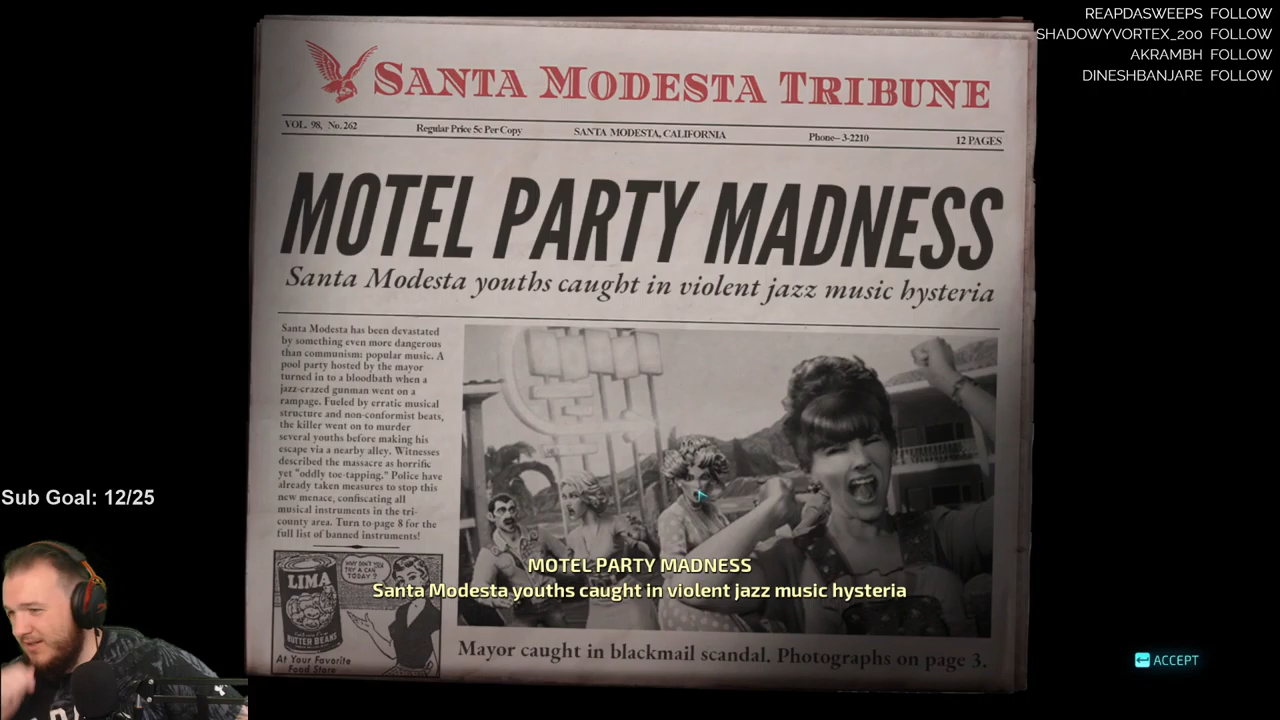 REAPDASWEEPS FOLLOW
SHADOWYVORTEX_200 FOLLOW
AKRAMBH FOLLOW
DINESHBANJARE FOLLOW
SANTA MODESTA TRIBUNE
VOL. 98, No. 262 Regular Price 5c Per Copy SANTA MODESTA, CALIFORNIA Phone—3-2210 12 PAGES
MOTEL PARTY MADNESS
Santa Modesta youths caught in violent jazz music hysteria
Santa Modesta has been devastated
by something even more dangerous
than communism: popular music. A
pool party hosted by the mayor
turned in to a bloodbath when a
jazz-crazed gunman went on a
rampage. Fueled by erratic musical
structure and non-conformist beats,
the killer went on to murder
several youths before making his
escape via a nearby alley. Witnesses
described the massacre as horrific
yet "oddly toe-tapping." Police have
already taken measures to stop this
new menace, confiscating all
musical instruments in the tri-
county area. Turn to page 8 for the
full list of banned instruments!
WHY DON'T YOU
TRY A
CAN TODAY?
LIMA
BUTTER BEANS
At Your Favorite
Food Store
MOTEL PARTY MADNESS
Santa Modesta youths caught in violent jazz music hysteria
Mayor caught in blackmail scandal. Photographs on page 3.
Sub Goal: 12/25
ACCEPT